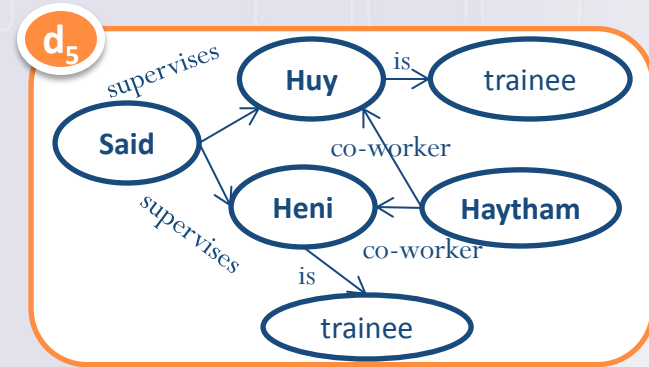 d5
supervises
Huy
is
trainee
Said
co-worker
Heni
Haytham
supervises
co-worker
is
trainee